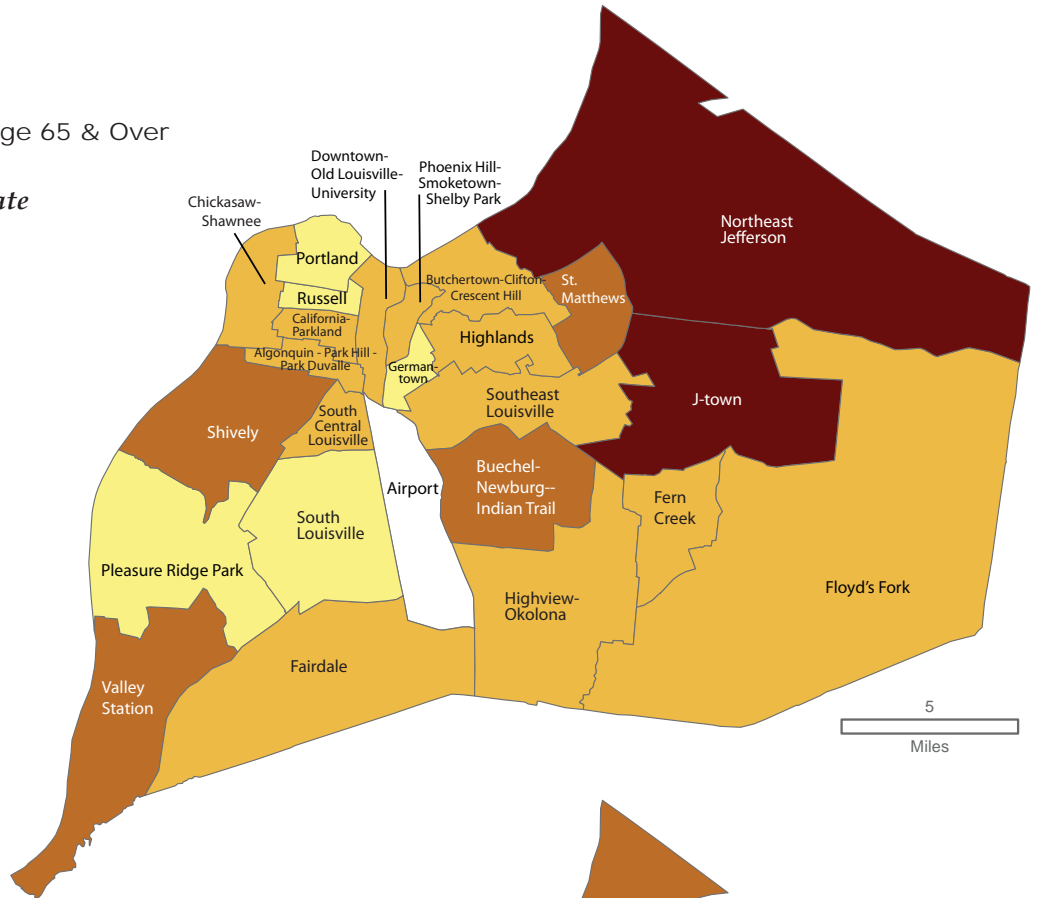 ge 65 & Over
ate
Downtown-
Old Louisville-
University
Phoenix Hill-
Smoketown-
Shelby Park
Chickasaw-
Shawnee
Northeast
Jefferson
Portland
Russell
California-
Parkland
Algonquin - Park Hill -
Park Duvalle
Butchertown-Clifton-
Crescent Hill
St.
Matthews
Highlands
German-
town
J-town
Southeast
Louisville
South
Central
Louisville
Shively
Buechel-
Newburg--
Indian Trail
Airport
Fern
Creek
South
Louisville
Pleasure Ridge Park
Floyd's Fork
Highview-
Okolona
Fairdale
Valley
Station
5
Miles